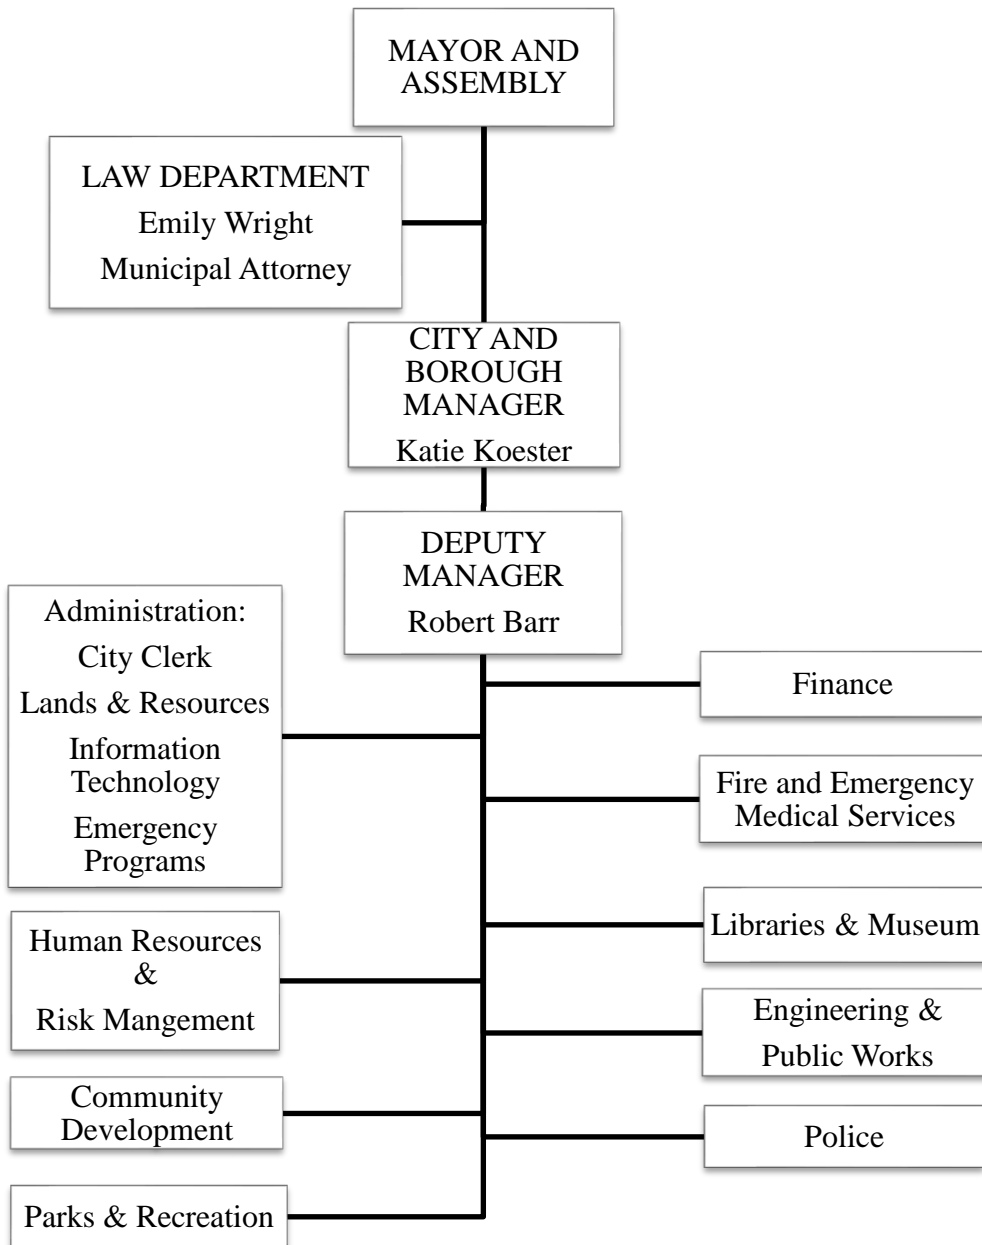 MAYOR AND
ASSEMBLY
LAW DEPARTMENT
Emily Wright
Municipal Attorney
CITY AND
BOROUGH
MANAGER
Katie Koester
DEPUTY
MANAGER
Robert Barr
Administration:
City Clerk
Lands & Resources
Information
Technology
Emergency
Programs
Human Resources
&
Risk Mangement
Community
Development
Parks & Recreation
Finance
Fire and Emergency
Medical Services
Libraries & Museum
Engineering &
Public Works
Police